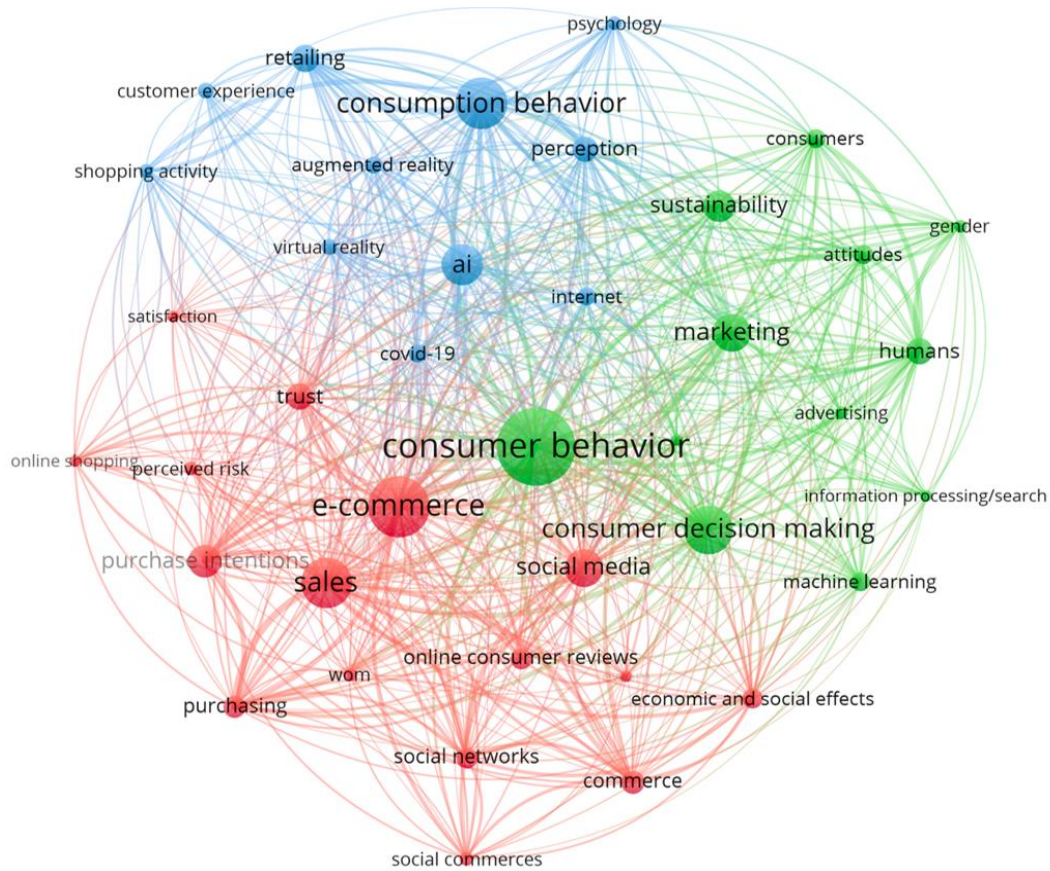 psychology
retailing
customer experience
consumption behavior
consumers
perception
augmented reality
shopping activity
sustainability
gender
virtual reality
ai
attitudes
internet
satisfaction
marketing
covid-19
humans
trust
advertising
consumer behavior
online shopping
perceived risk
information processing/search
e-commerce
consumer decision making
purchase intentions
social media
sales
machine learning
online consumer reviews
wom
economic and social effects
purchasing
social networks
commerce
social commerces